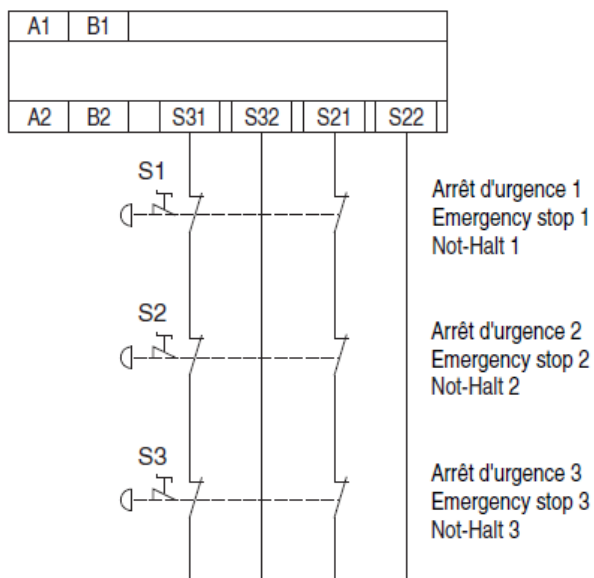 A1 B1
A2 B2 S31 S32 S21 S22
S1
Arrêt d'urgence 1
Emergency stop 1
Not-Halt 1
S2
Arrêt d'urgence 2
Emergency stop 2
Not-Halt 2
S3
Arrêt d'urgence 3
Emergency stop 3
Not-Halt 3